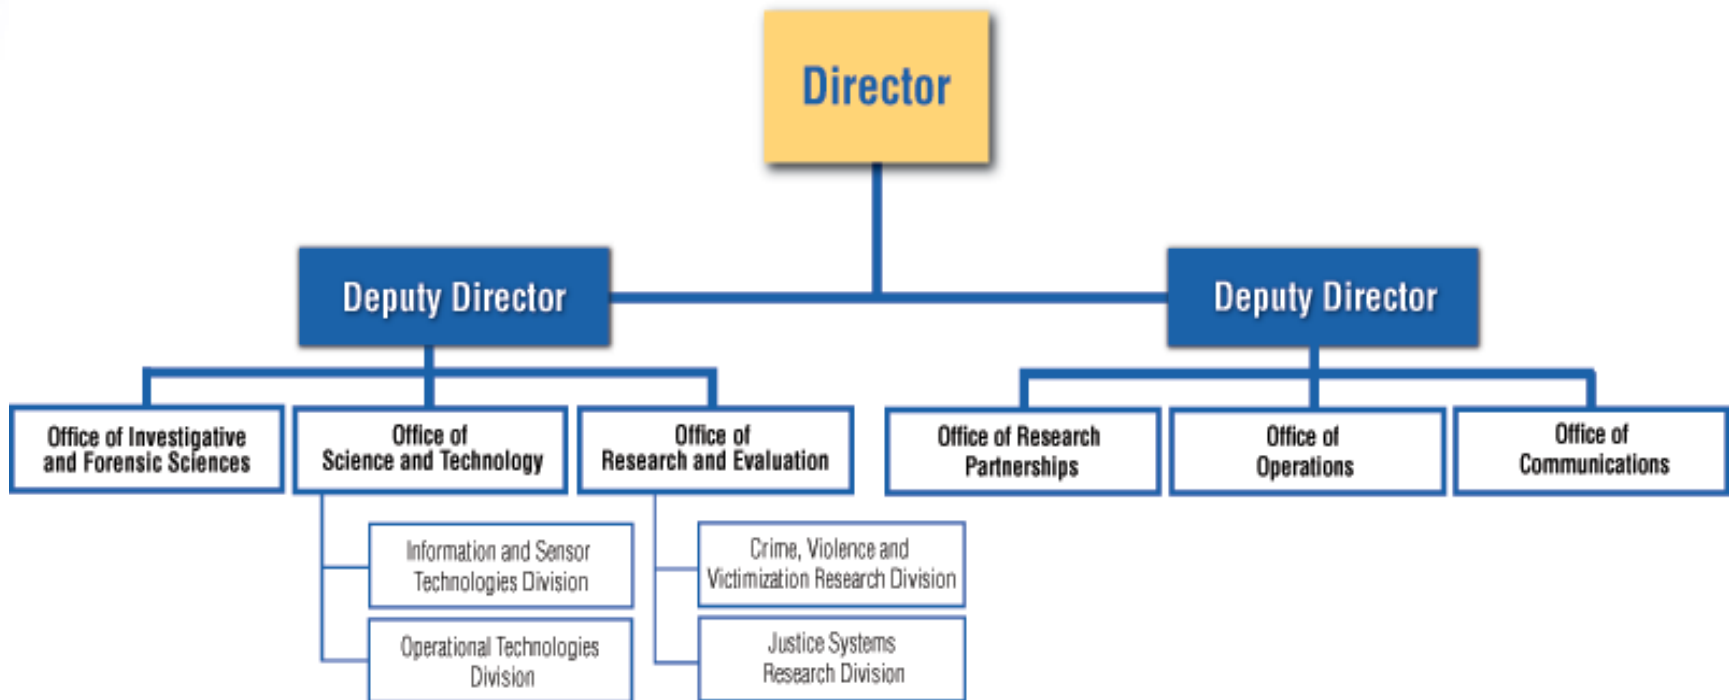 Director
Deputy Director
Deputy Director
Office of Investigative
and Forensic Sciences
Office of
Science and Technology
Office of
Research and Evaluation
Office of Research
Partnerships
Office of
Operations
Office of
Communications
Information and Sensor
Technologies Division
Crime, Violence and
Victimization Research Division
Operational Technologies
Division
Justice Systems
Research Division